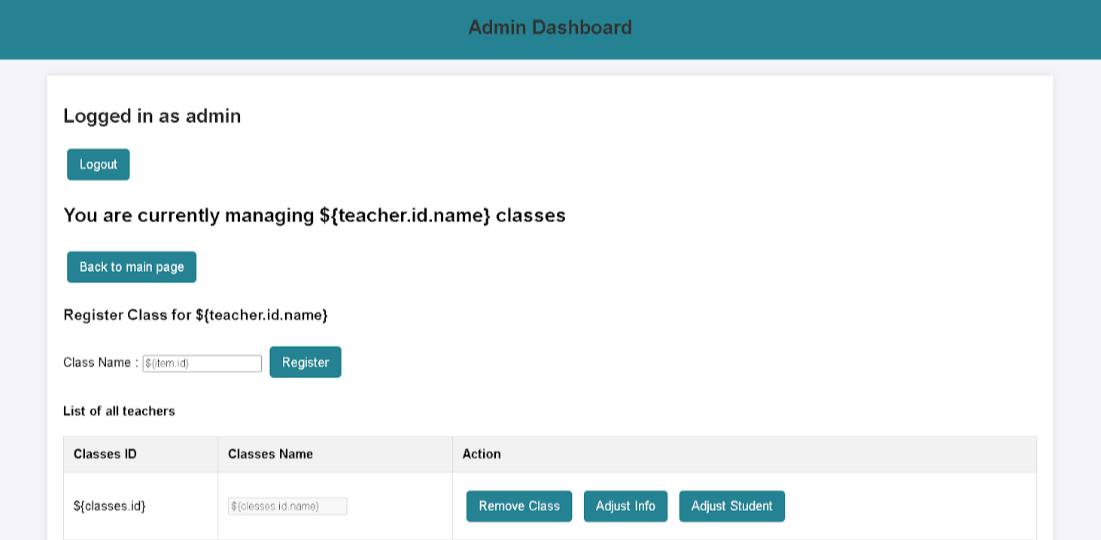 Admin Dashboard
Logged in as admin
Logout
You are currently managing ${teacher.id.name} classes
Back to main page
Register Class for ${teacher.id.name}
Class Name : ${item.id} Register
List of all teachers
Classes ID Classes Name Action
${classes.id} ${classes.id.name} Remove Class Adjust Info Adjust Student